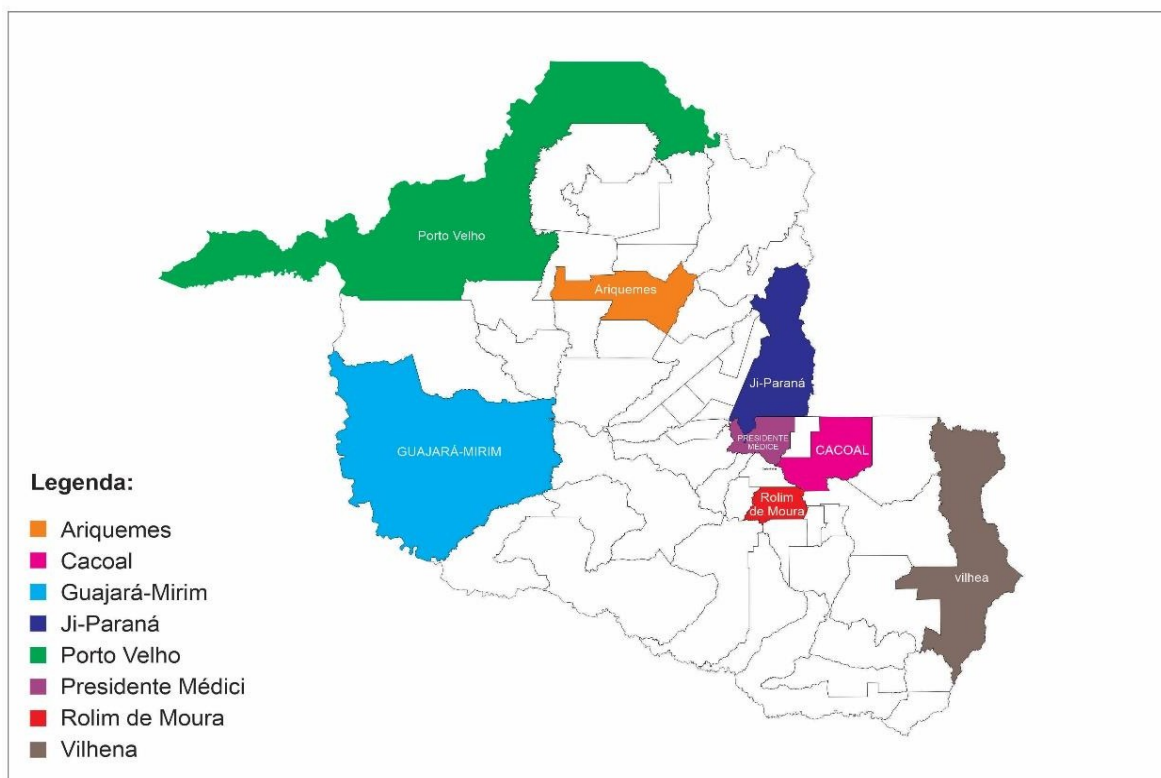 Porto Velho
Ariquemes
Ji-Paraná
PRESIDENTE
MÉDICE
CACOAL
GUAJARÁ-MIRIM
Rolim
de Moura
vilhea
Legenda:
Ariquemes
Cacoal
Guajará-Mirim
Ji-Paraná
Porto Velho
Presidente Médici
Rolim de Moura
Vilhena